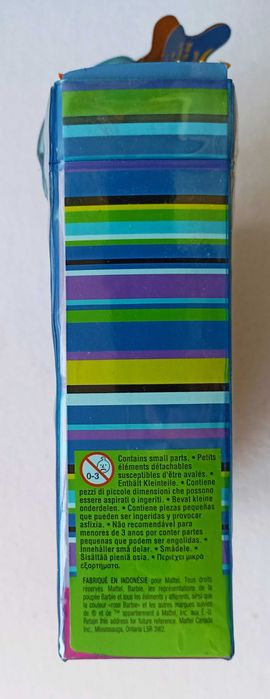 0-3
Contains small parts. • Petits
éléments détachables
susceptibles d'être avalés. •
Enthält Kleinteile. • Contiene
pezzi di piccole dimensioni che possono
essere aspirati o ingeriti. • Bevat kleine
onderdelen. • Contiene piezas pequeñas
que pueden ser ingeridas y provocar
asfixia. • Não recomendável para
menores de 3 anos por conter partes
pequenas que podem ser engolidas. •
Innehåller små delar. • Smådele. •
Sisältää pieniä osia. • Περιέχει μικρά
εξαρτήματα.
FABRIQUÉ EN INDONÉSIE pour Mattel. Tous droits
réservés. Mattel, Barbie, les représentations de la
poupée Barbie et tous les éléments y afférents, ainsi que
la couleur «rose Barbie» et les autres marques suivies
de ® et de ™ appartiennent à Mattel, Inc. aux É.-U.
Retain this address for future reference: Mattel Canada
Inc., Mississauga, Ontario L5R 3W2.